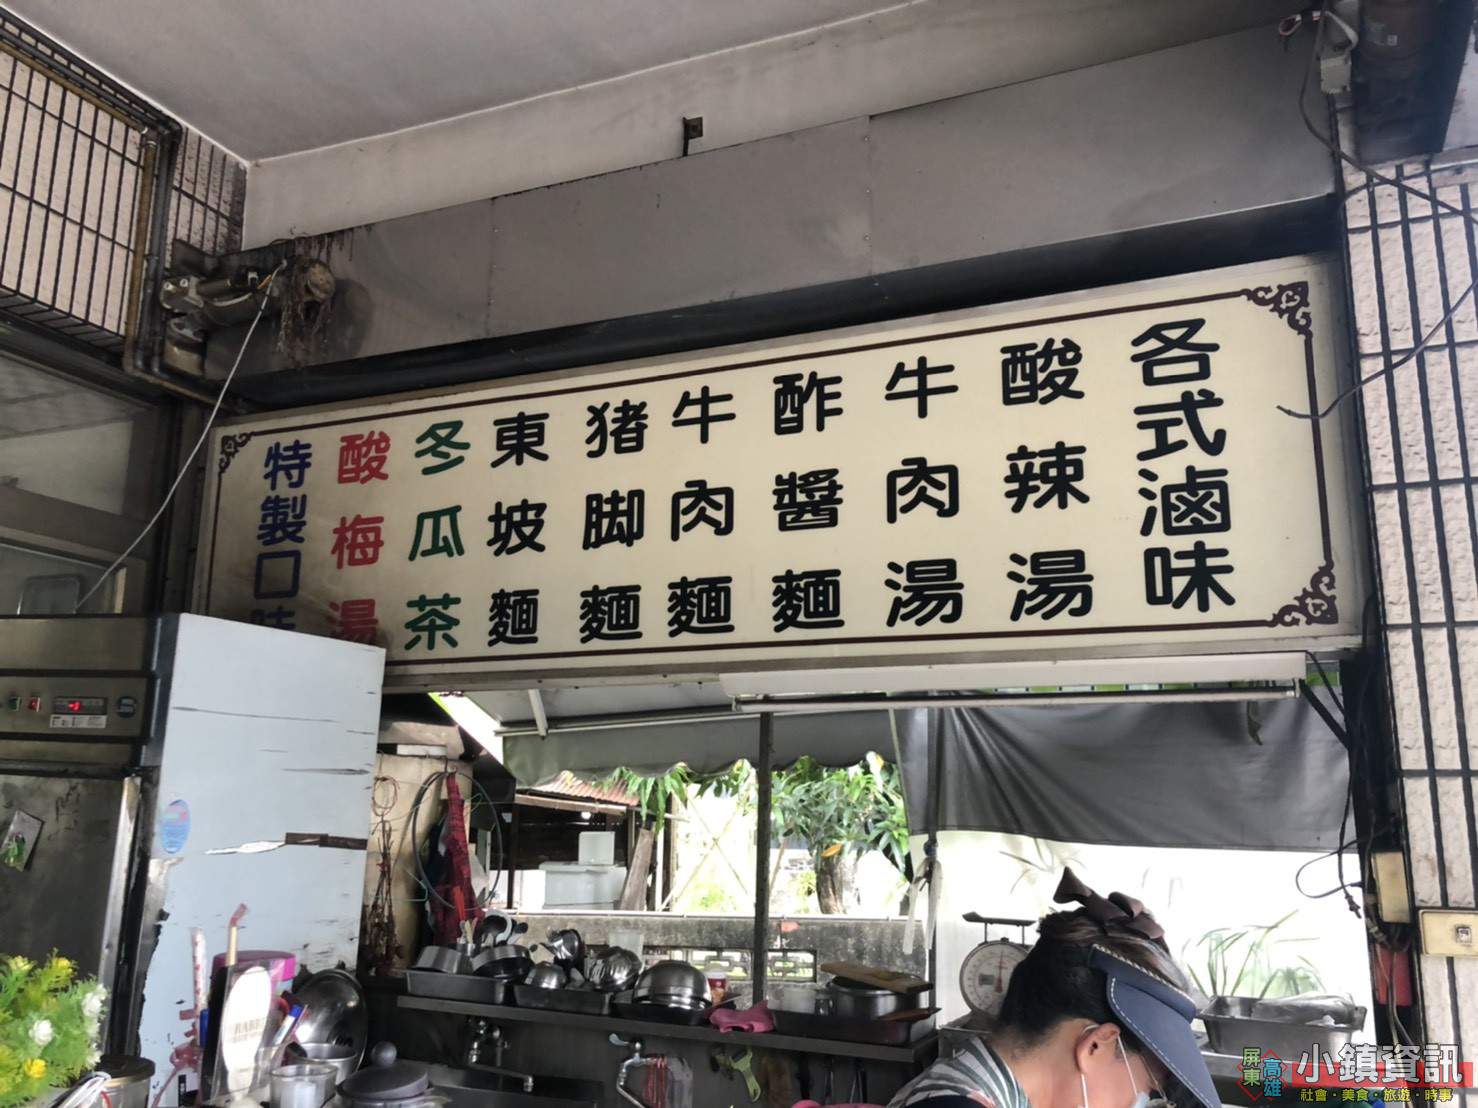 各式滷味
酸辣湯
牛肉湯
酢醬麵
牛肉麵
猪脚麵
東坡麵
冬瓜茶
酸梅湯
特製口味
屏東
高雄
小鎮資訊
社會・美食・旅遊・時事